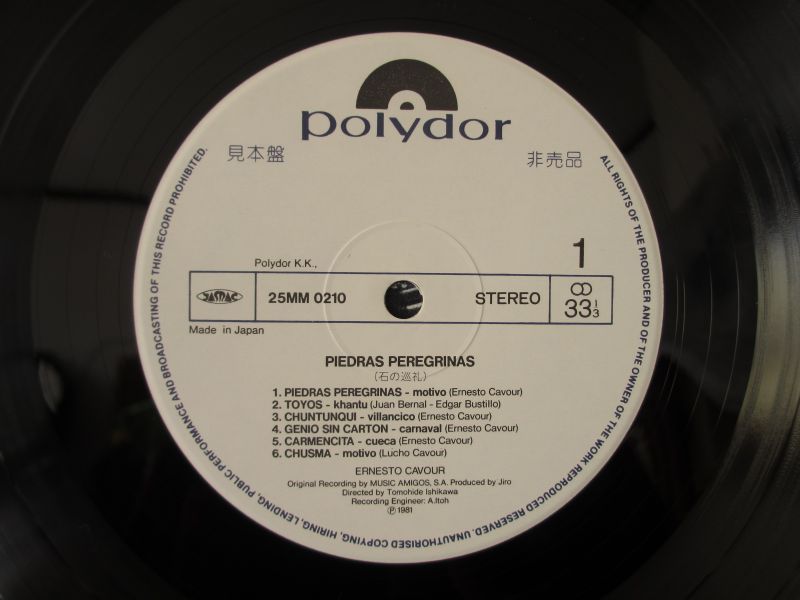 polydor
見本盤
非売品
1
Polydor K.K.,
JASRAC
25MM 0210
STEREO
33 1/3
Made in Japan
PIEDRAS PEREGRINAS
(石の巡礼)
1. PIEDRAS PEREGRINAS – motivo (Ernesto Cavour)
2. TOYOS – khantu (Juan Bernal - Edgar Bustillo)
3. CHUNTUNQUI – villancico (Ernesto Cavour)
4. GENIO SIN CARTON – carnaval (Ernesto Cavour)
5. CARMENCITA – cueca (Ernesto Cavour)
6. CHUSMA – motivo (Lucho Cavour)
ERNESTO CAVOUR
Original Recording by MUSIC AMIGOS, S.A. Produced by Jiro
Directed by Tomohide Ishikawa
Recording Engineer: A.Itoh
Ⓟ 1981
ALL RIGHTS OF THE PRODUCER AND OF THE OWNER OF THE WORK REPRODUCED RESERVED. UNAUTHORISED COPYING, HIRING, LENDING, PUBLIC PERFORMANCE AND BROADCASTING OF THIS RECORD PROHIBITED.